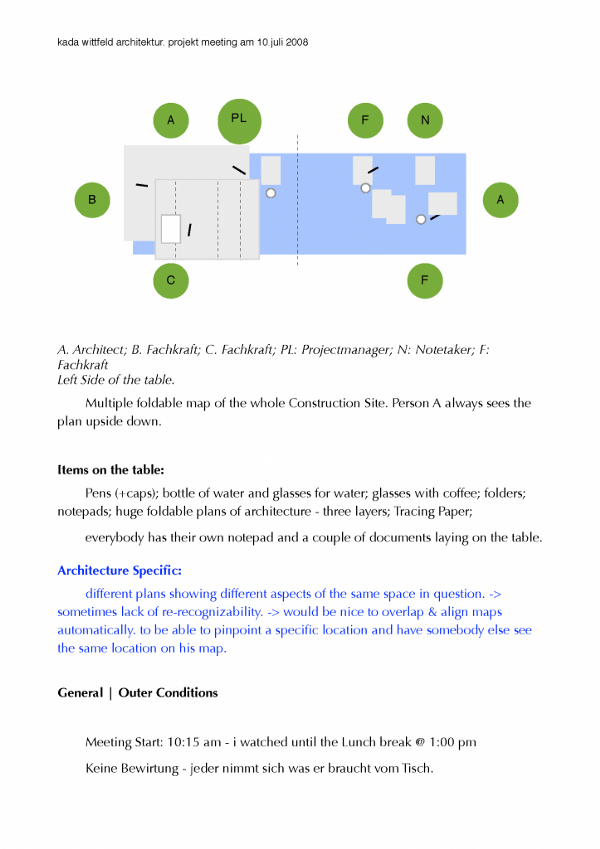 kada wittfeld architektur. projekt meeting am 10.juli 2008
A
PL
F
N
B
A
C
F
A. Architect; B. Fachkraft; C. Fachkraft; PL: Projectmanager; N: Notetaker; F:
Fachkraft
Left Side of the table.
Multiple foldable map of the whole Construction Site. Person A always sees the
plan upside down.
Items on the table:
Pens (+caps); bottle of water and glasses for water; glasses with coffee; folders;
notepads; huge foldable plans of architecture - three layers; Tracing Paper;
everybody has their own notepad and a couple of documents laying on the table.
Architecture Specific:
different plans showing different aspects of the same space in question. ->
sometimes lack of re-recognizability. -> would be nice to overlap & align maps
automatically. to be able to pinpoint a specific location and have somebody else see
the same location on his map.
General | Outer Conditions
Meeting Start: 10:15 am - i watched until the Lunch break @ 1:00 pm
Keine Bewirtung - jeder nimmt sich was er braucht vom Tisch.